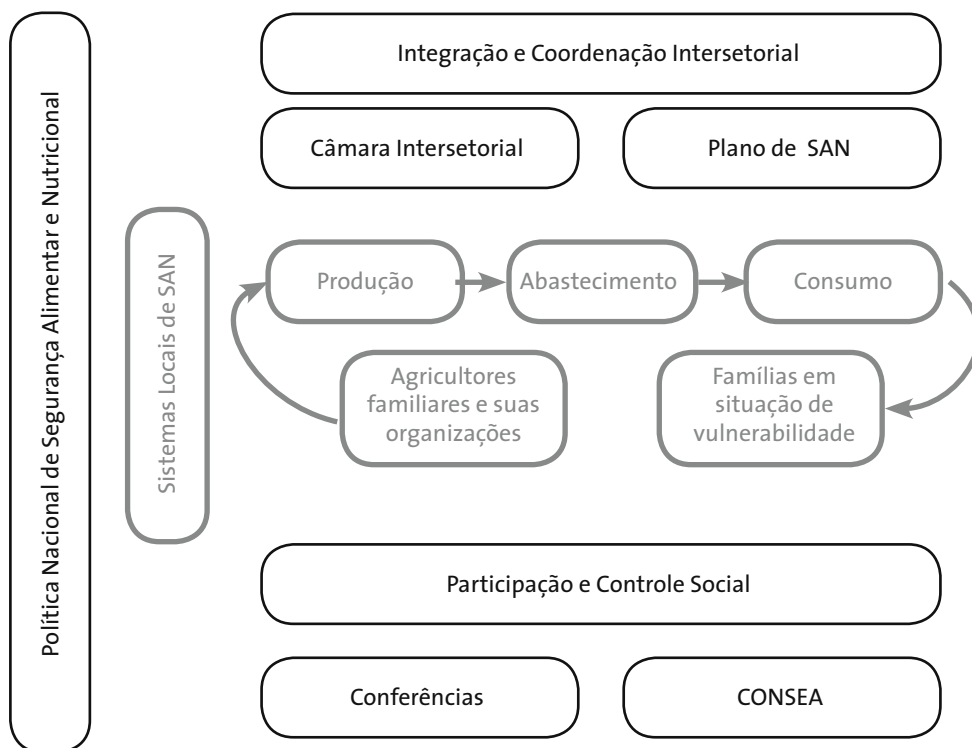 Política Nacional de Segurança Alimentar e Nutricional
Integração e Coordenação Intersetorial
Câmara Intersetorial
Plano de SAN
Sistemas Locais de SAN
Produção
Abastecimento
Consumo
Agricultores
familiares e suas
organizações
Famílias em
situação de
vulnerabilidade
Participação e Controle Social
Conferências
CONSEA